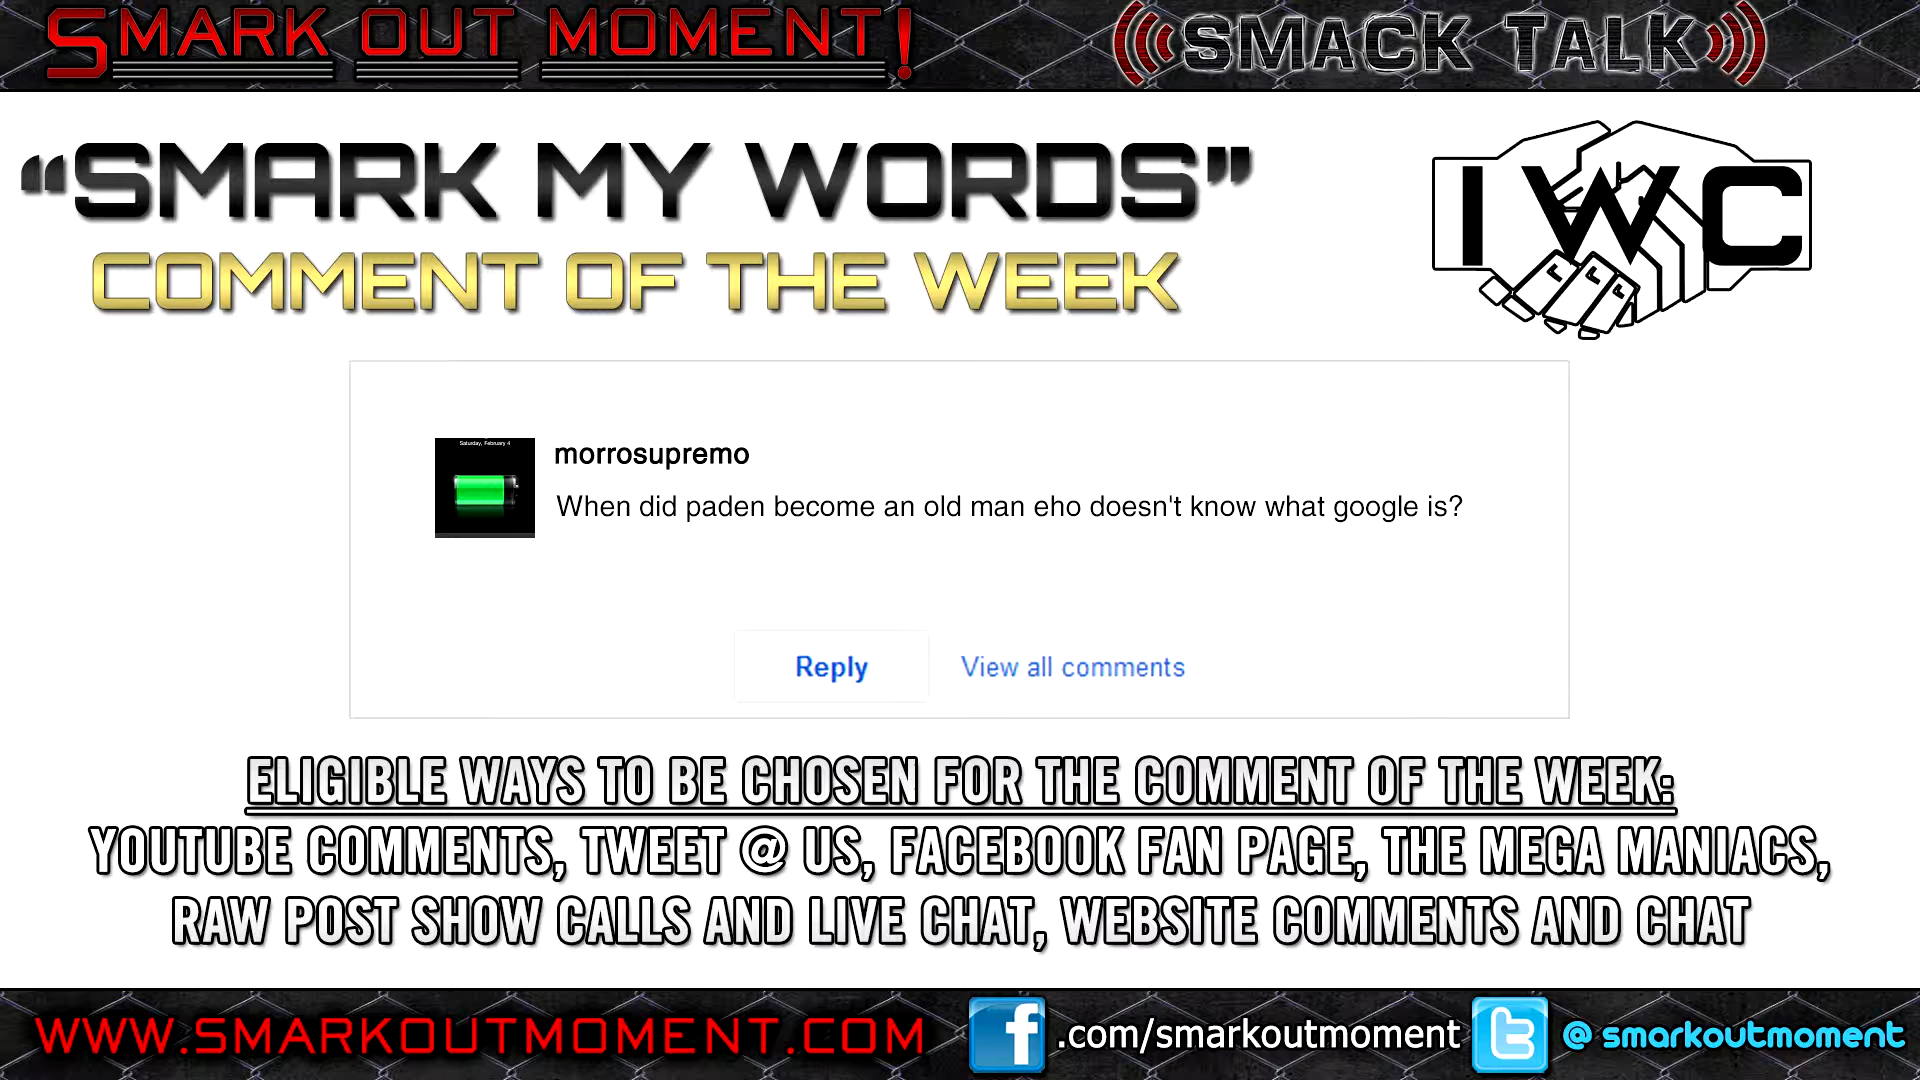 SMARK OUT MOMENT!
SMACK TALK
“SMARK MY WORDS”
COMMENT OF THE WEEK
IWC
Saturday, February 4
morrosupremo
When did paden become an old man eho doesn't know what google is?
Reply
View all comments
ELIGIBLE WAYS TO BE CHOSEN FOR THE COMMENT OF THE WEEK:
YOUTUBE COMMENTS, TWEET @ US, FACEBOOK FAN PAGE, THE MEGA MANIACS,
RAW POST SHOW CALLS AND LIVE CHAT, WEBSITE COMMENTS AND CHAT
WWW.SMARKOUTMOMENT.COM
f .com/smarkoutmoment
t @smarkoutmoment